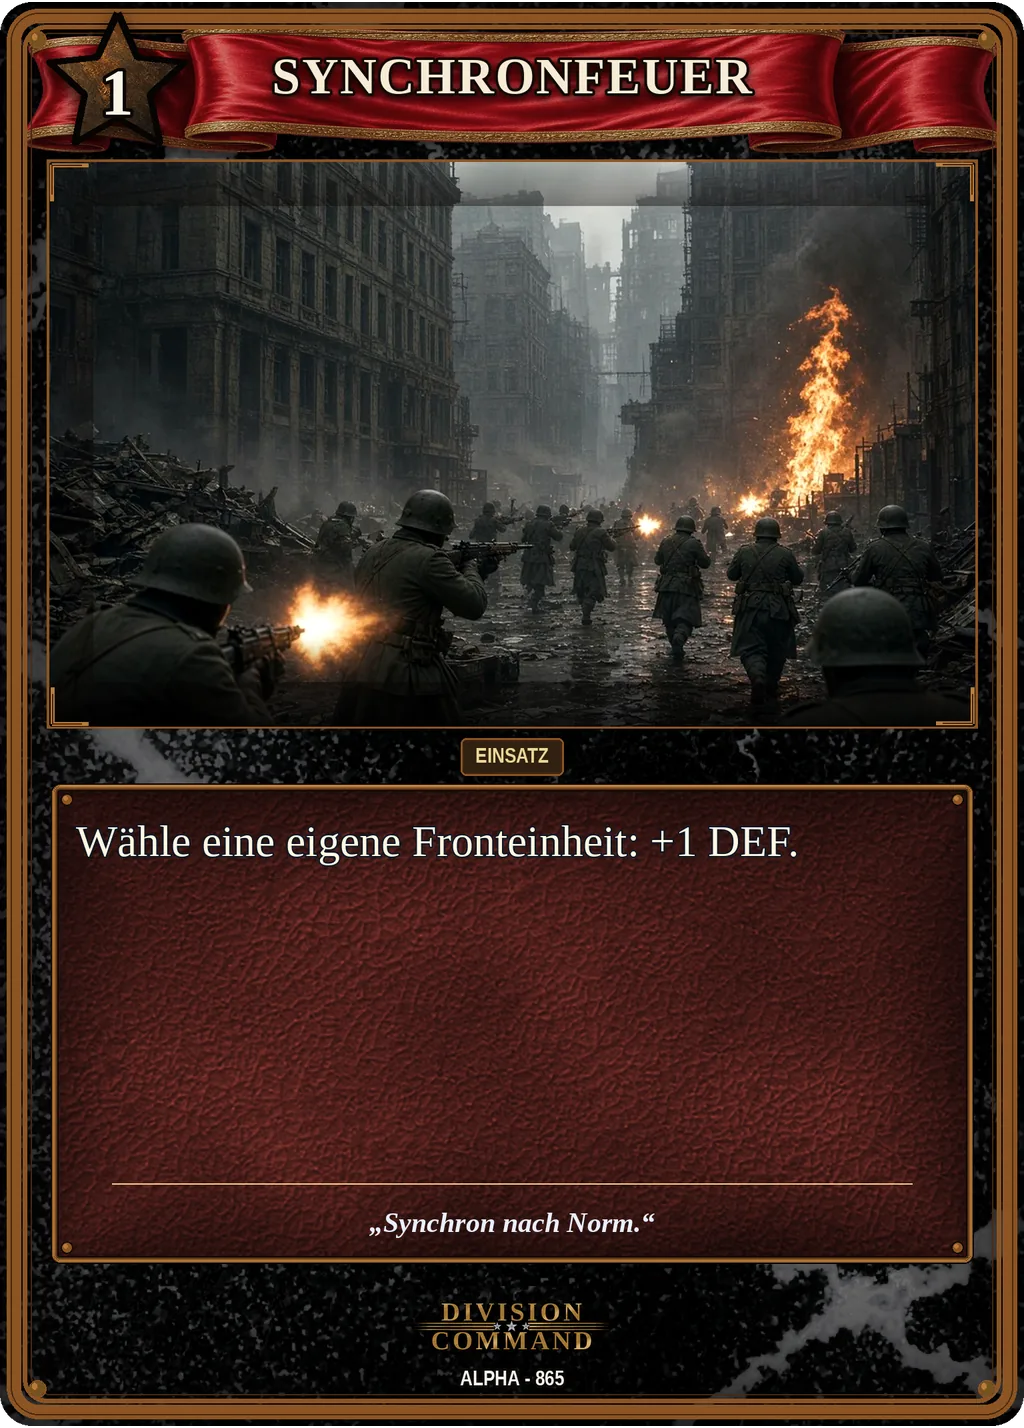 1
SYNCHRONFEUER
EINSATZ
Wähle eine eigene Fronteinheit: +1 DEF.
„Synchron nach Norm.“
DIVISION
COMMAND
ALPHA - 865